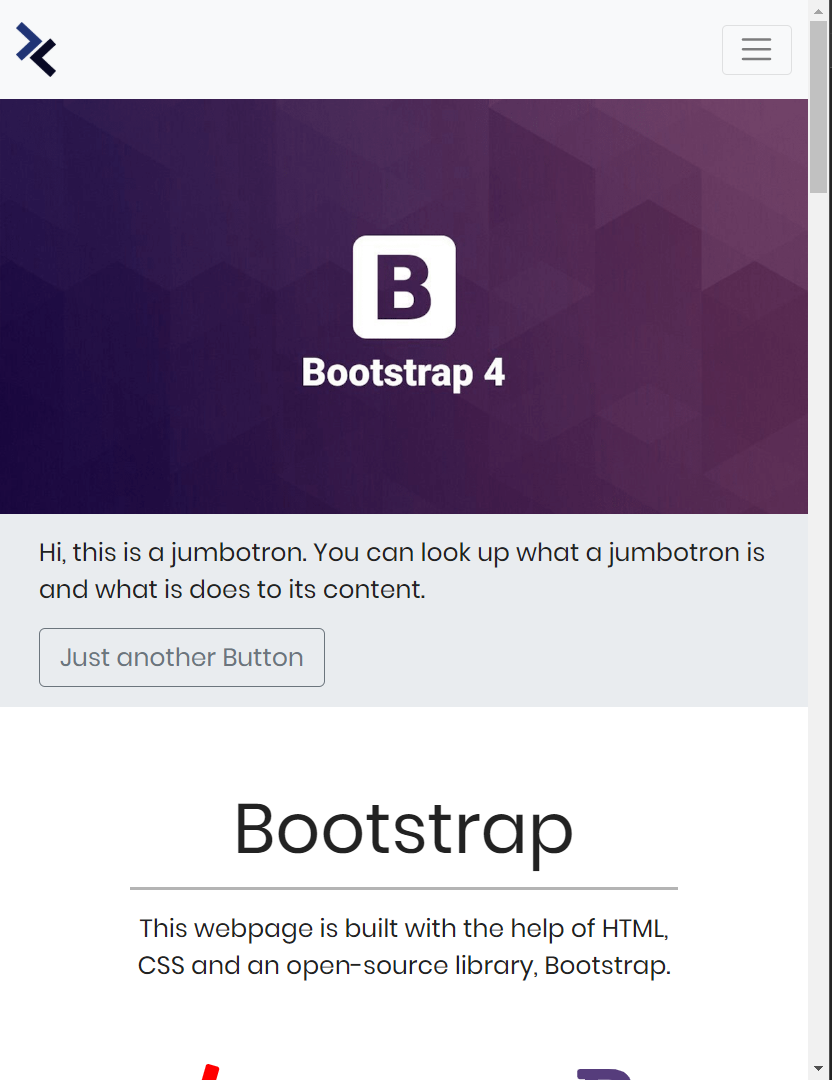 B
Bootstrap 4
Hi, this is a jumbotron. You can look up what a jumbotron is
and what is does to its content.
Just another Button
Bootstrap
This webpage is built with the help of HTML,
CSS and an open-source library, Bootstrap.